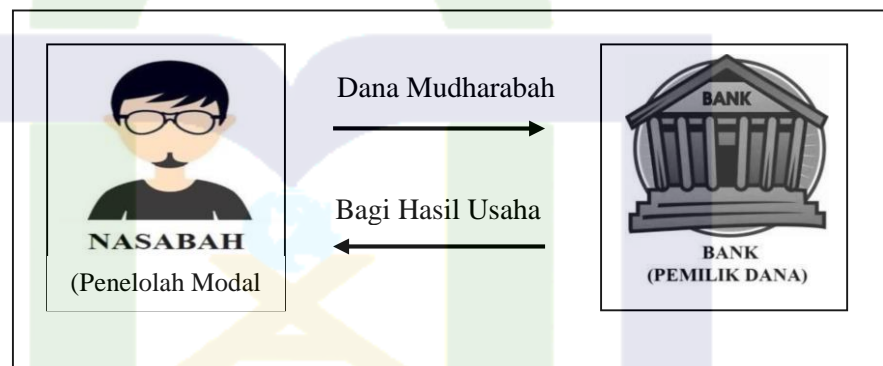 Dana Mudharabah
BANK
Bagi Hasil Usaha
NASABAH
(Penelolah Modal
BANK
(PEMILIK DANA)